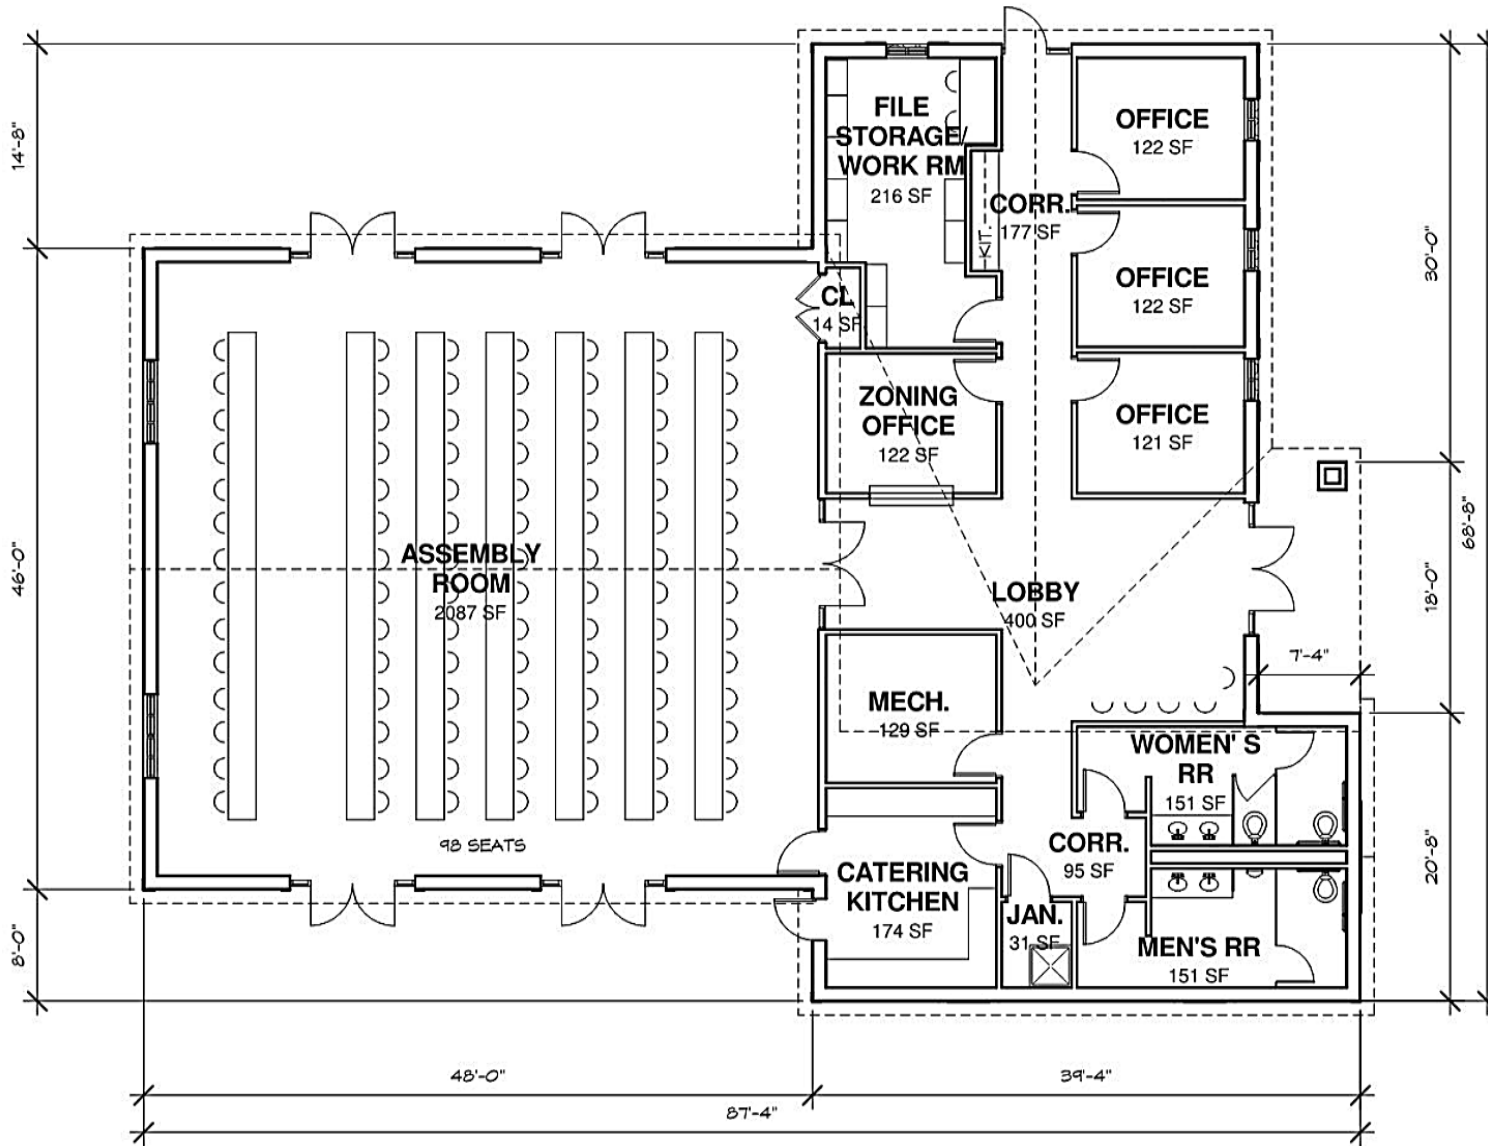 FILE
STORAGE/
WORK RM
216 SF
OFFICE
122 SF
14'-8"
CORR.
177 SF
KIT.
30'-0"
OFFICE
122 SF
CL
14 SF
ZONING
OFFICE
122 SF
OFFICE
121 SF
68'-8"
46'-0"
ASSEMBLY
ROOM
2087 SF
LOBBY
400 SF
18'-0"
7'-4"
MECH.
129 SF
WOMEN' S
RR
151 SF
98 SEATS
CORR.
95 SF
20'-8"
CATERING
KITCHEN
174 SF
JAN.
31 SF
MEN'S RR
151 SF
8'-0"
48'-0"
39'-4"
87'-4"